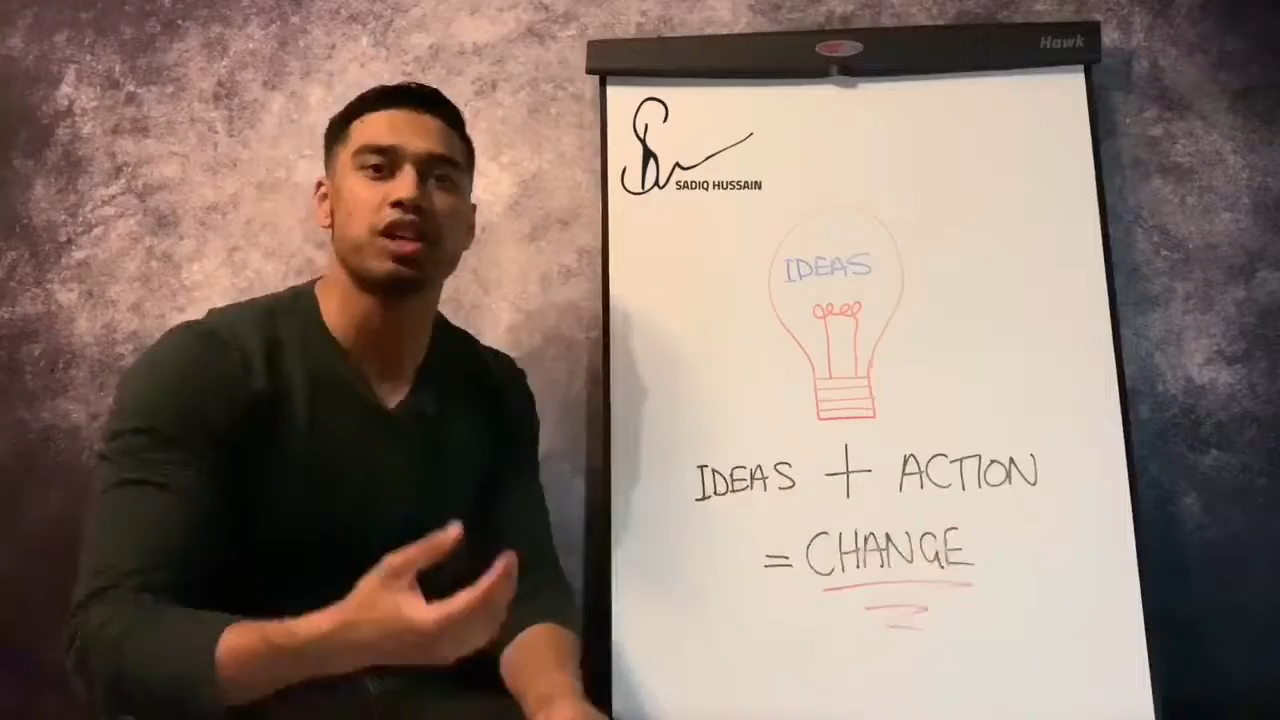 Hawk
SADIQ HUSSAIN
IDEAS
IDEAS + ACTION
= CHANGE